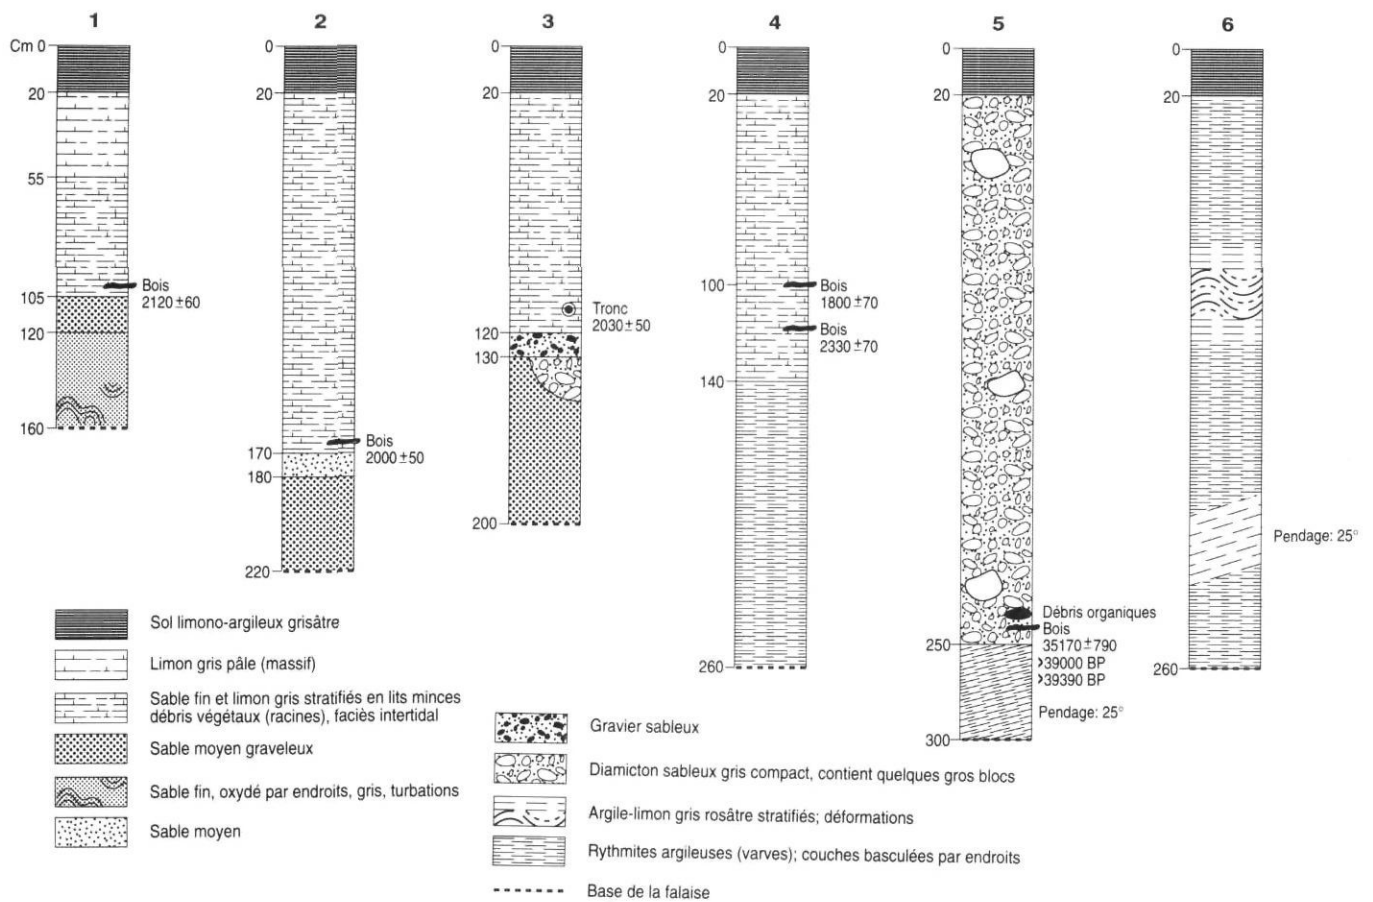 1 2 3 4 5 6
Cm 0
20
55
105
120
160
Bois
2120 ±60
0
20
170
180
220
Bois
2000 ±50
0
20
120
130
200
Tronc
2030 ±50
0
20
100
140
260
Bois
1800 ±70
Bois
2330 ±70
0
20
250
300
Débris organiques
Bois
35170 ±790
>39000 BP
>39390 BP
Pendage: 25°
0
20
260
Pendage: 25°
Sol limono-argileux grisâtre
Limon gris pâle (massif)
Sable fin et limon gris stratifiés en lits minces
débris végétaux (racines), faciès intertidal
Sable moyen graveleux
Sable fin, oxydé par endroits, gris, turbations
Sable moyen
Gravier sableux
Diamicton sableux gris compact, contient quelques gros blocs
Argile-limon gris rosâtre stratifiés; déformations
Rythmites argileuses (varves); couches basculées par endroits
Base de la falaise